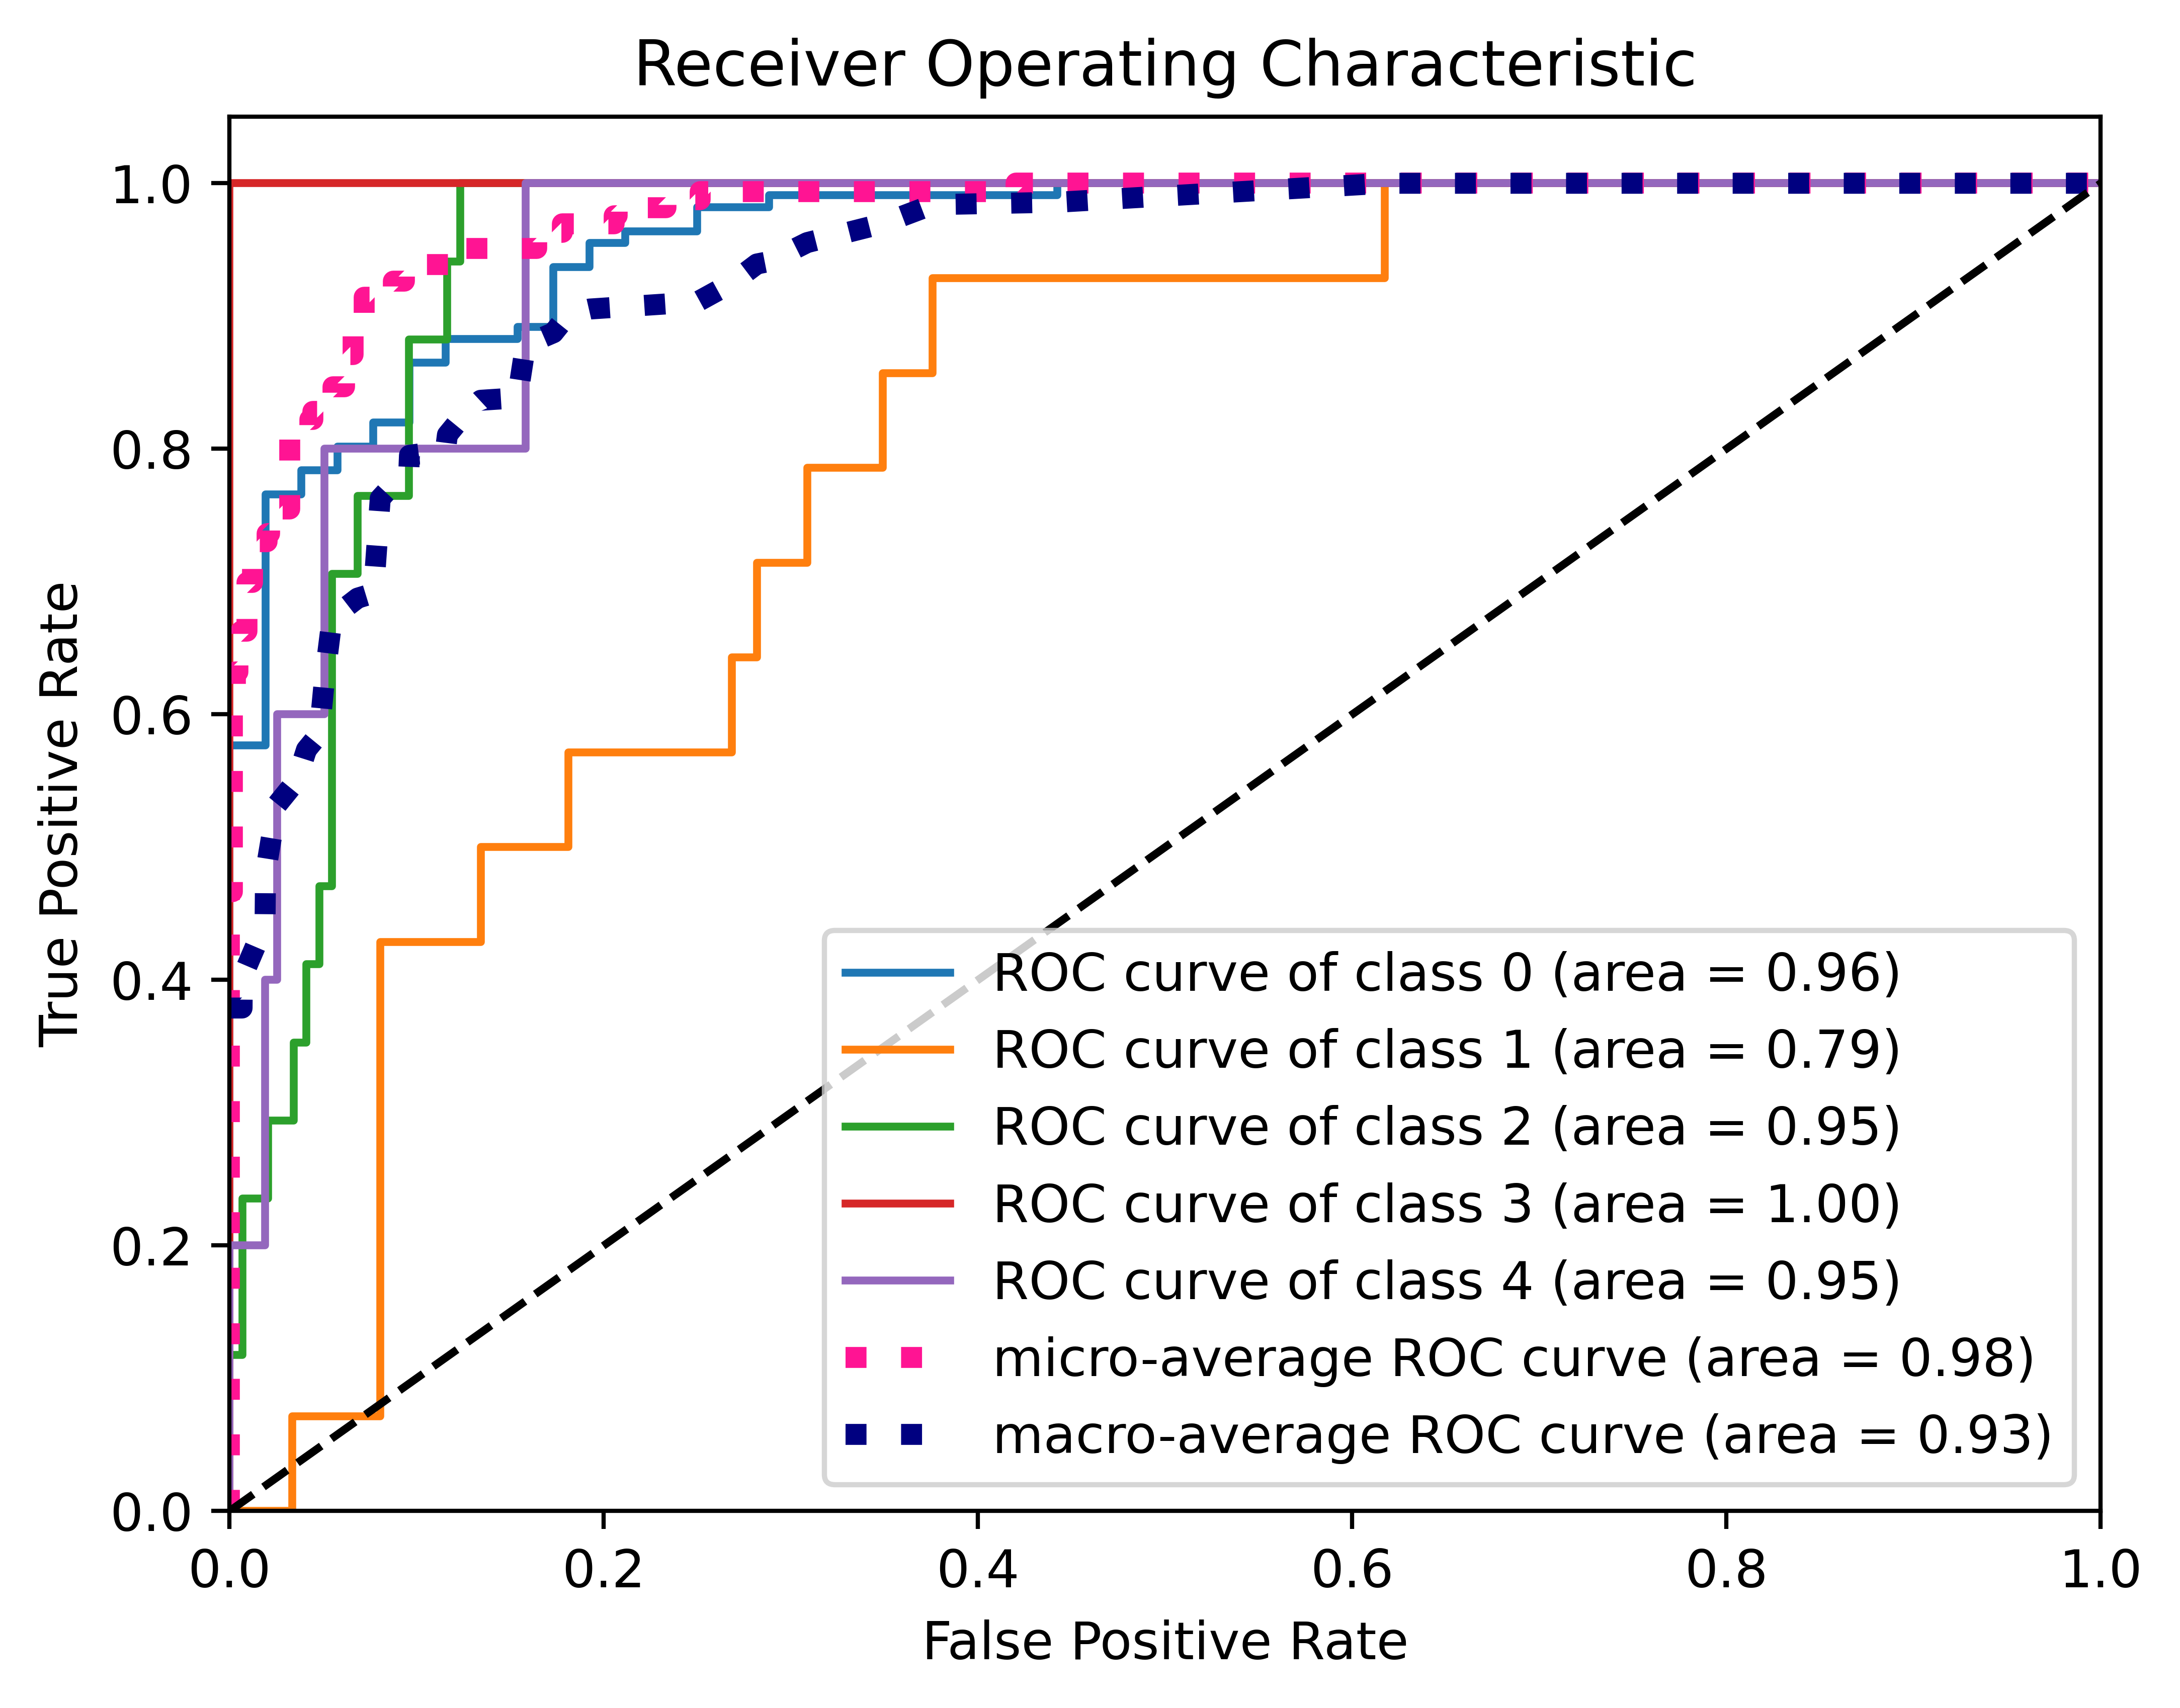 Receiver Operating Characteristic
1.0
0.8
0.6
0.4
0.2
0.0
True Positive Rate
ROC curve of class 0 (area = 0.96)
ROC curve of class 1 (area = 0.79)
ROC curve of class 2 (area = 0.95)
ROC curve of class 3 (area = 1.00)
ROC curve of class 4 (area = 0.95)
micro-average ROC curve (area = 0.98)
macro-average ROC curve (area = 0.93)
0.0 0.2 0.4 0.6 0.8 1.0
False Positive Rate